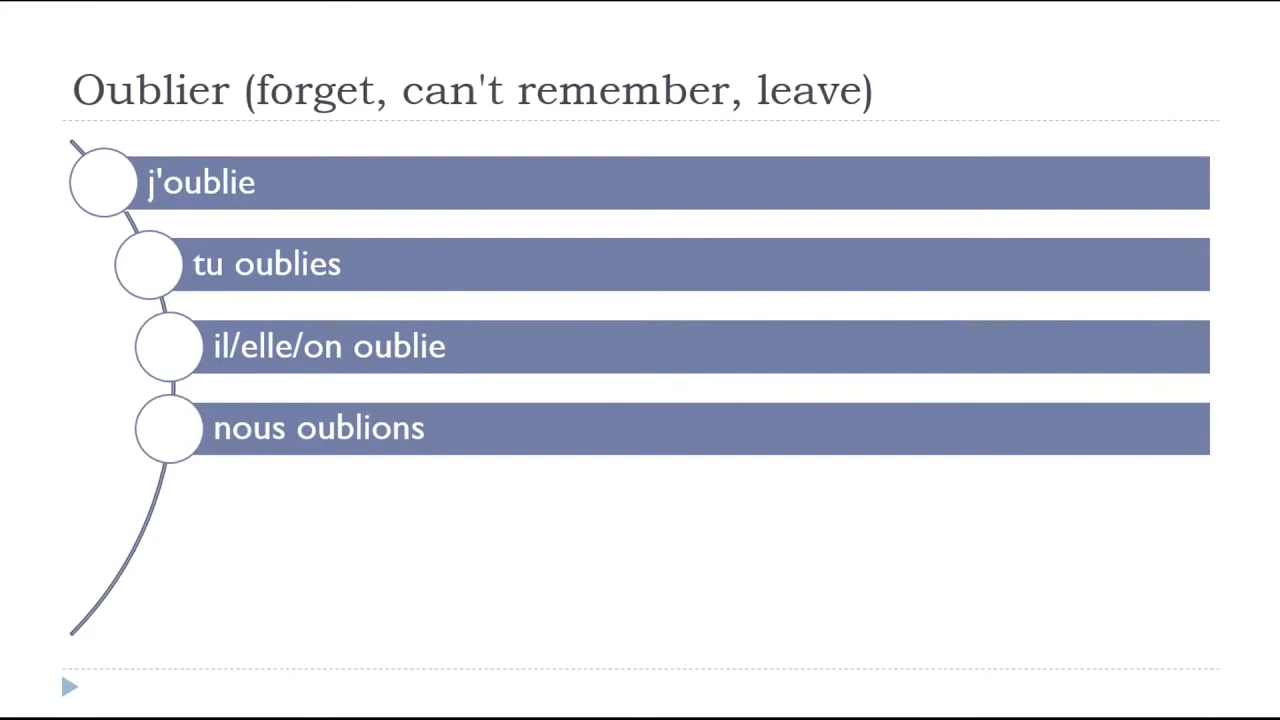 Oublier (forget, can't remember, leave)
j'oublie
tu oublies
il/elle/on oublie
nous oublions